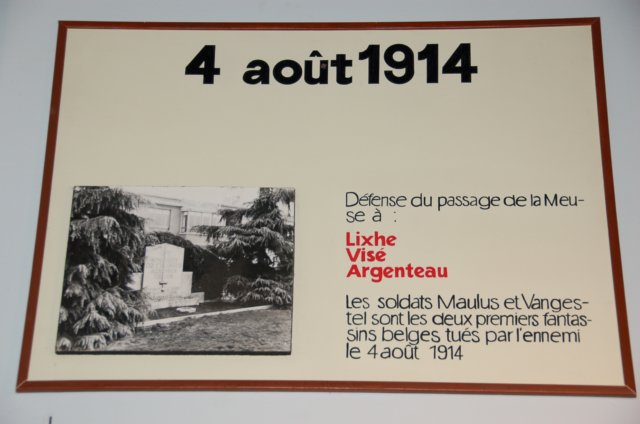 4 août 1914
Défense du passage de la Meu-
se à :
Lixhe
Visé
Argenteau
Les soldats Maulus et Vanges-
tel sont les deux premiers fantas-
sins belges tués par l'ennemi
le 4 août 1914